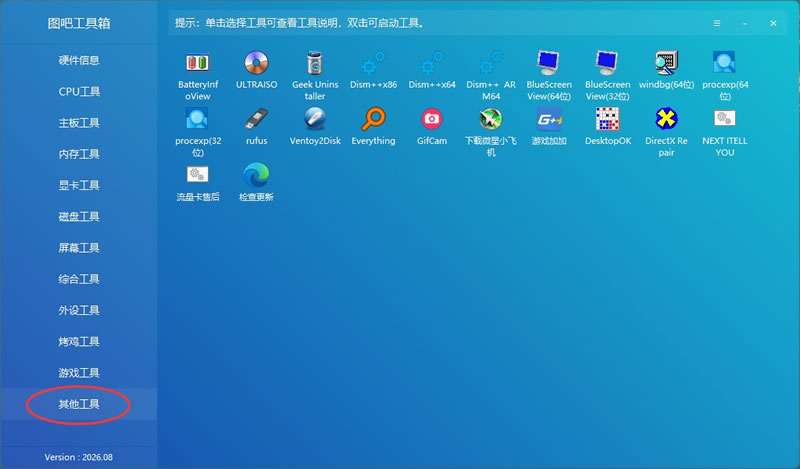 图吧工具箱
提示：单击选择工具可查看工具说明，双击可启动工具。
硬件信息
CPU工具
主板工具
内存工具
显卡工具
磁盘工具
屏幕工具
综合工具
外设工具
烤鸡工具
游戏工具
其他工具
Version : 2026.08
BatteryInf
oView
ULTRAISO
Geek Unins
taller
Dism++x86
Dism++x64
Dism++ AR
M64
BlueScreen
View(64位)
BlueScreen
View(32位)
windbg(64位)
procexp(64
位)
procexp(32
位)
rufus
Ventoy2Disk
Everything
GifCam
下载微星小飞
机
游戏加加
DesktopOK
DirectX Re
pair
NEXT ITELL
YOU
流量卡售后
检查更新